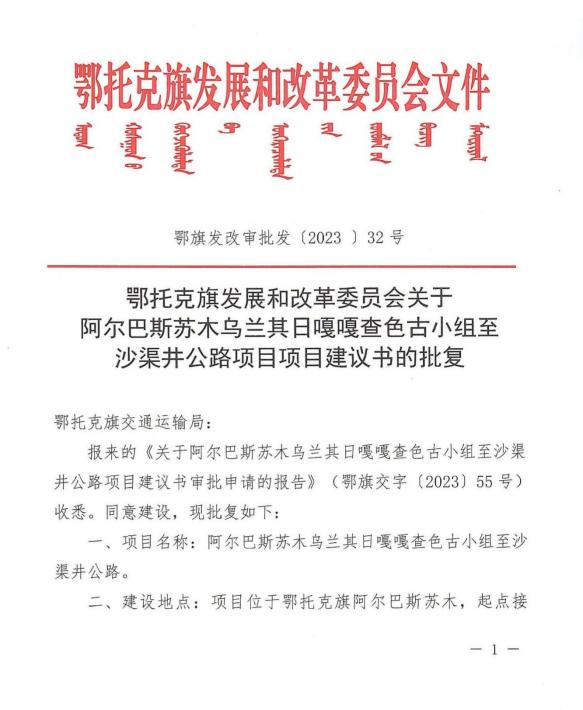 鄂托克旗发展和改革委员会文件
鄂旗发改审批发〔2023 〕32 号
鄂托克旗发展和改革委员会关于
阿尔巴斯苏木乌兰其日嘎嘎查色古小组至
沙渠井公路项目项目建议书的批复
鄂托克旗交通运输局：
报来的《关于阿尔巴斯苏木乌兰其日嘎嘎查色古小组至沙渠
井公路项目建议书审批申请的报告》（鄂旗交字〔2023〕55 号）
收悉。同意建设，现批复如下：
一、项目名称：阿尔巴斯苏木乌兰其日嘎嘎查色古小组至沙
渠井公路。
二、建设地点：项目位于鄂托克旗阿尔巴斯苏木，起点接
— 1 —